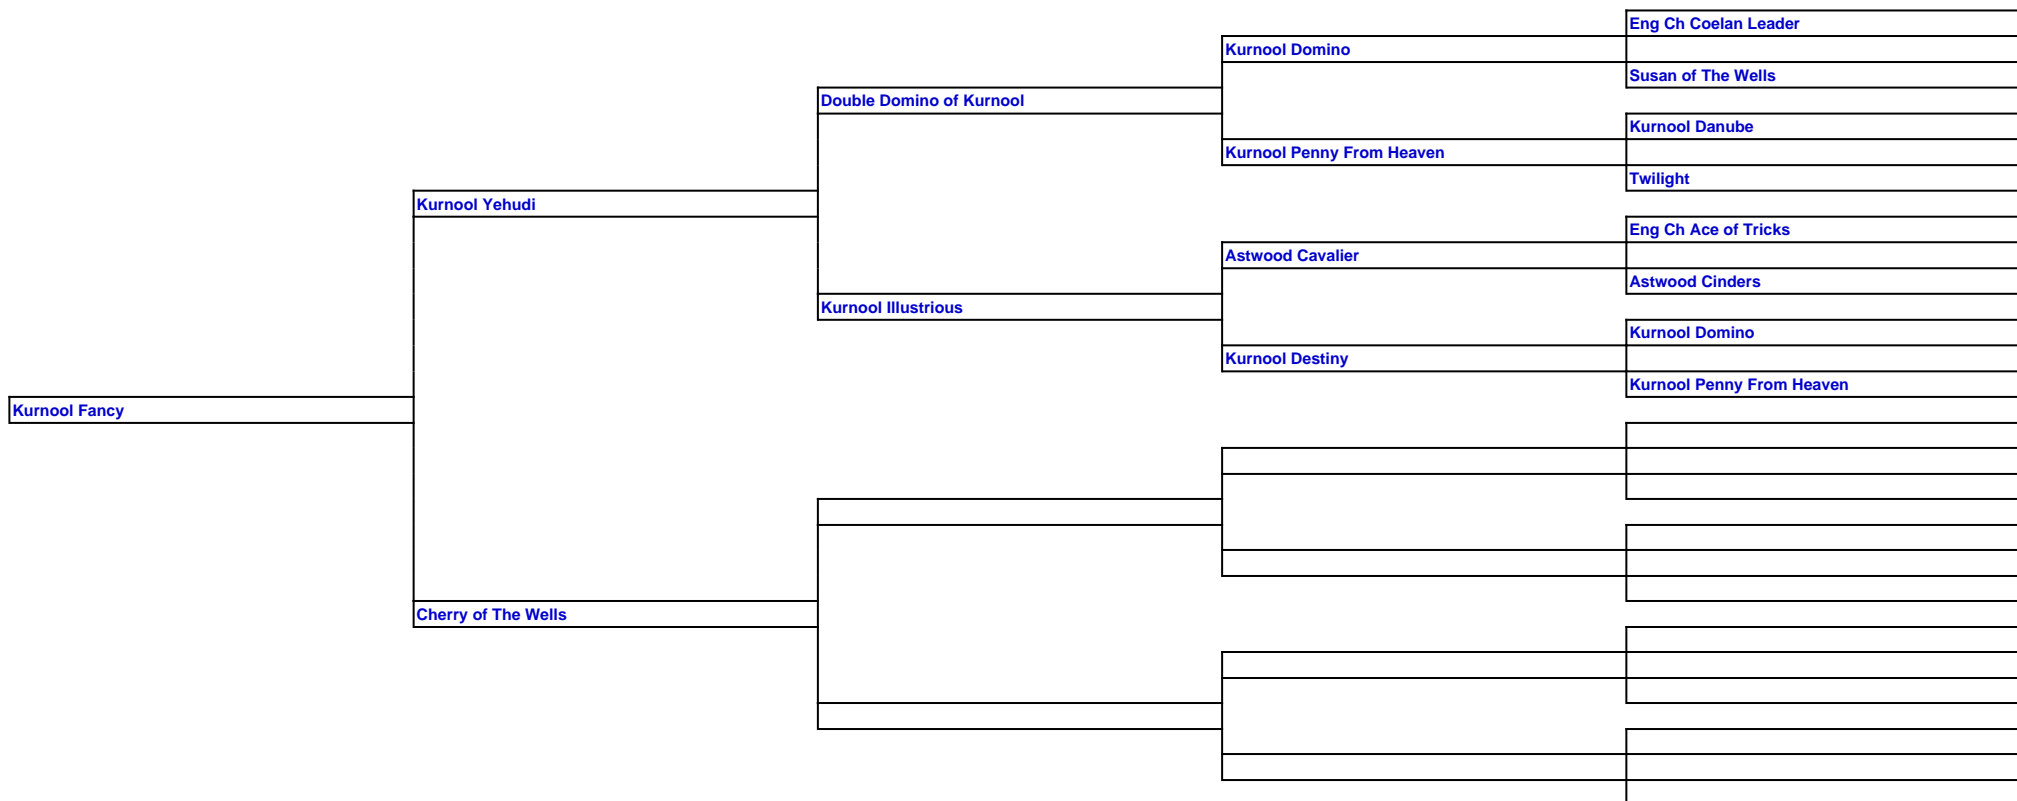 Eng Ch Coelan Leader
Kurnool Domino
Susan of The Wells
Double Domino of Kurnool
Kurnool Danube
Kurnool Penny From Heaven
Twilight
Kurnool Yehudi
Eng Ch Ace of Tricks
Astwood Cavalier
Astwood Cinders
Kurnool Illustrious
Kurnool Domino
Kurnool Destiny
Kurnool Penny From Heaven
Kurnool Fancy
Cherry of The Wells